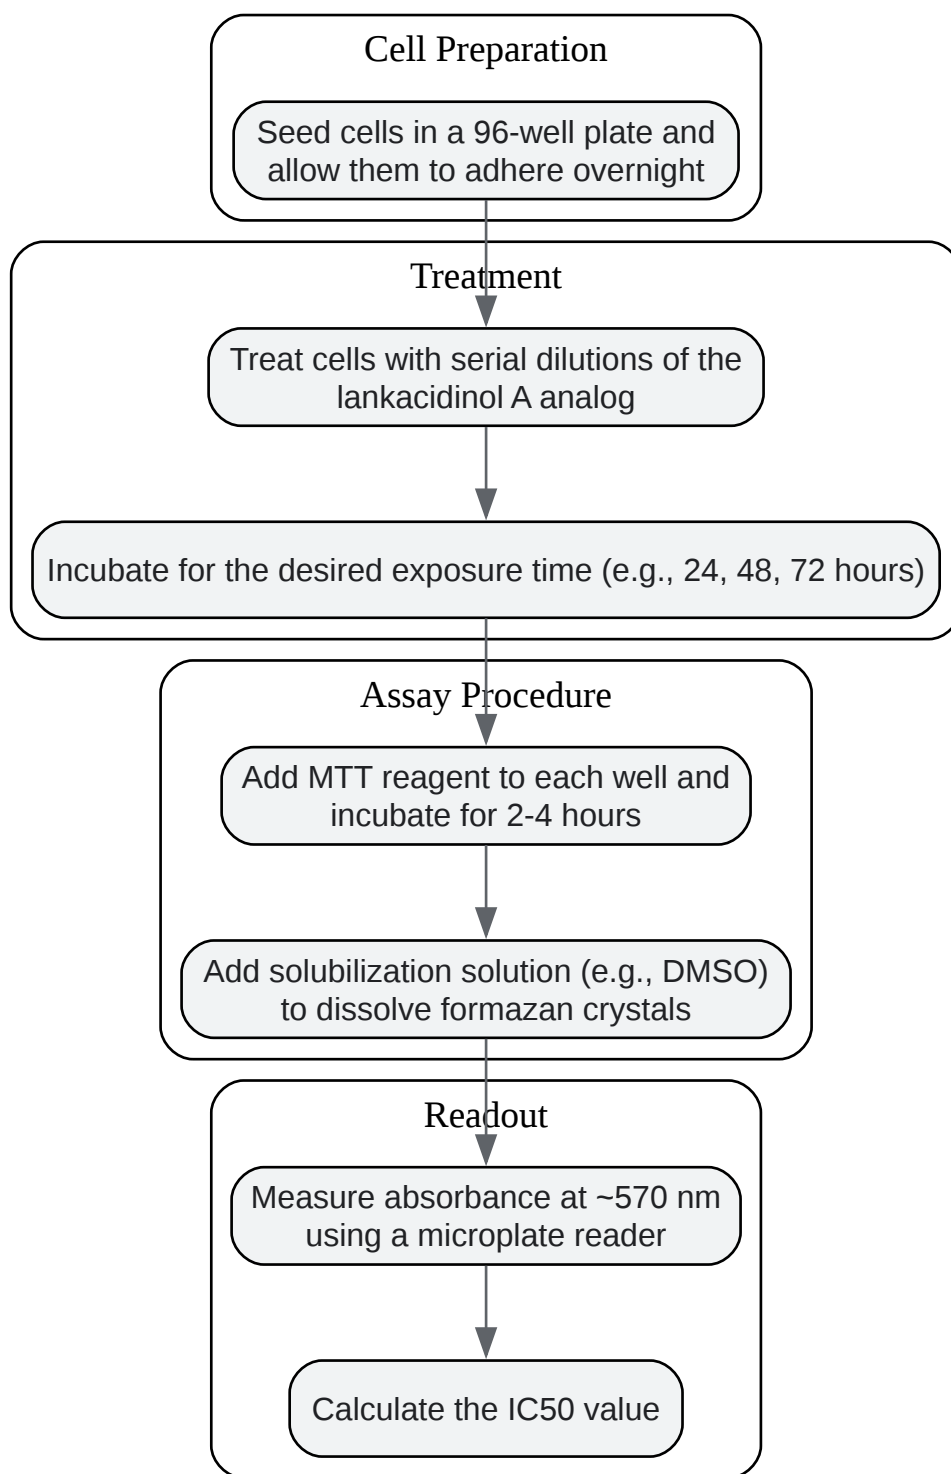 Cell Preparation
Seed cells in a 96-well plate and
allow them to adhere overnight
Treatment
Treat cells with serial dilutions of the
lankacidinol A analog
Incubate for the desired exposure time (e.g., 24, 48, 72 hours)
Assay Procedure
Add MTT reagent to each well and
incubate for 2-4 hours
Add solubilization solution (e.g., DMSO)
to dissolve formazan crystals
Readout
Measure absorbance at ~570 nm
using a microplate reader
Calculate the IC50 value